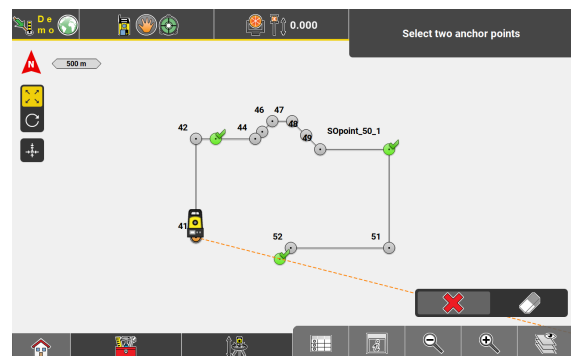 De
mo
0.000
Select two anchor points
N
500 m
46 47
42 44 48
49 SOpoint_50_1
41
52 51